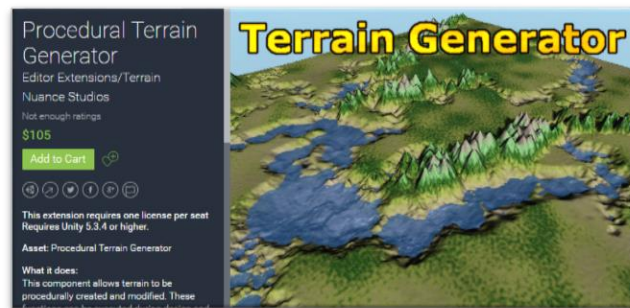 Procedural Terrain
Generator
Editor Extensions/Terrain
Nuance Studios
Not enough ratings
$105
Add to Cart
This extension requires one license per seat
Requires Unity 5.3.4 or higher.
Asset: Procedural Terrain Generator
What it does:
This component allows terrain to be
procedurally created and modified. These
Terrain Generator